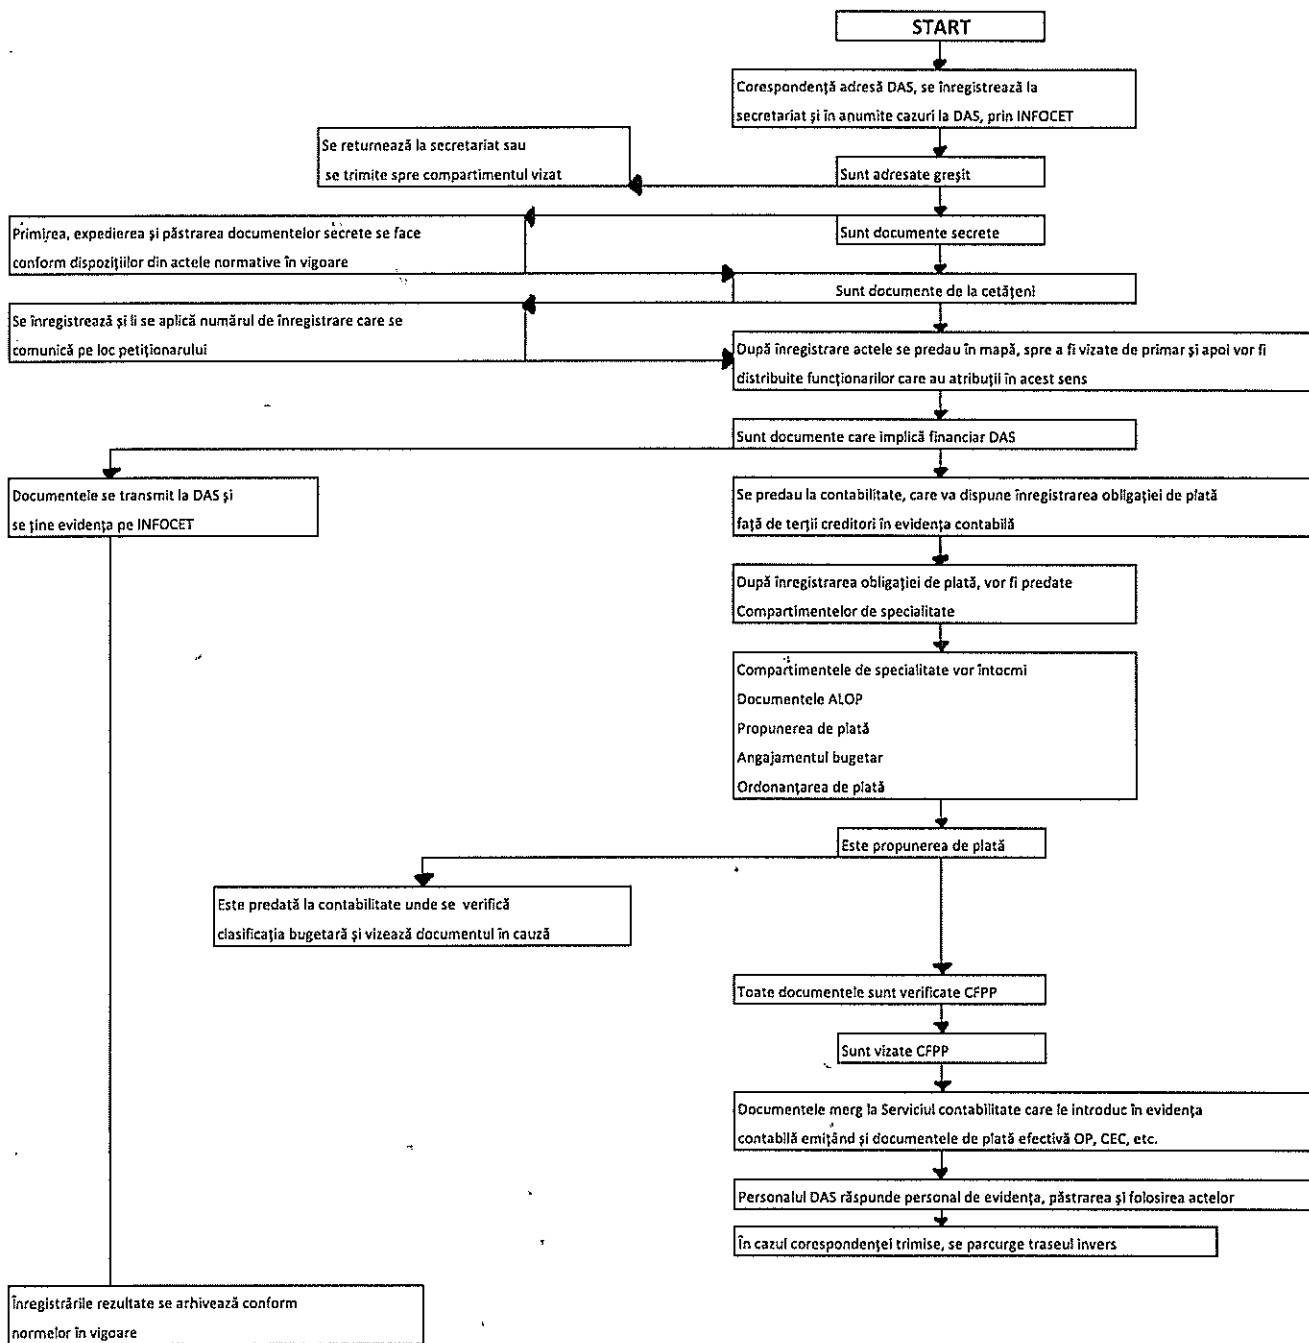 START
Corespondență adresă DAS, se înregistrează la
secretariat și în anumite cazuri la DAS, prin INFOCET
Se returnează la secretariat sau
se trimite spre compartimentul vizat
Sunt adresate greșit
Sunt documente secrete
Primirea, expedierea și păstrarea documentelor secrete se face
conform dispozițiilor din actele normative în vigoare
Sunt documente de la cetățeni
Se înregistrează și li se aplică numărul de înregistrare care se
comunică pe loc petiționarului
După înregistrare actele se predau în mapă, spre a fi vizate de primar și apoi vor fi
distribuite funcționarilor care au atribuții în acest sens
Sunt documente care implică financiar DAS
Documentele se transmit la DAS și
se ține evidența pe INFOCET
Se predau la contabilitate, care va dispune înregistrarea obligației de plată
față de terții creditori în evidența contabilă
După înregistrarea obligației de plată, vor fi predate
Compartimentelor de specialitate
Compartimentele de specialitate vor întocmi
Documentele ALOP
Propunerea de plată
Angajamentul bugetar
Ordonanțarea de plată
Este propunerea de plată
Este predată la contabilitate unde se verifică
clasificația bugetară și vizează documentul în cauză
Toate documentele sunt verificate CFPP
Sunt vizate CFPP
Documentele merg la Serviciul contabilitate care le introduc în evidența
contabilă emițând și documentele de plată efectivă OP, CEC, etc.
Personalul DAS răspunde personal de evidența, păstrarea și folosirea actelor
În cazul corespondenței trimise, se parcurge traseul invers
Înregistrările rezultate se arhivează conform
normelor în vigoare